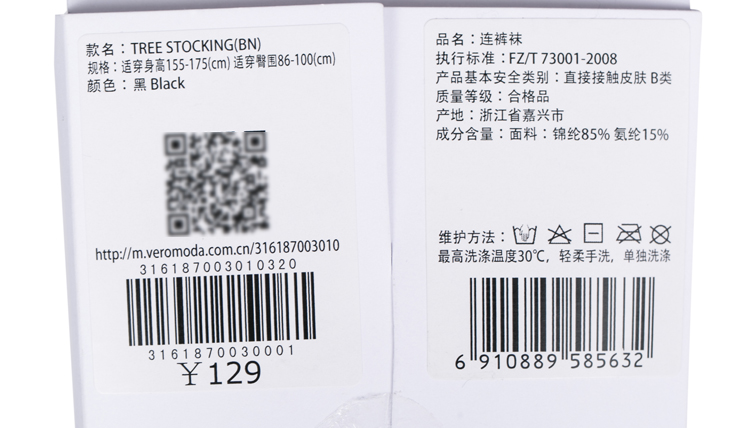 款名：TREE STOCKING(BN)
规格：适穿身高155-175(cm) 适穿臀围86-100(cm)
颜色：黑 Black
http://m.veromoda.com.cn/316187003010
316187003010320
3161870030001
￥129
品名：连裤袜
执行标准：FZ/T 73001-2008
产品基本安全类别：直接接触皮肤 B类
质量等级：合格品
产地：浙江省嘉兴市
成分含量：面料：锦纶85% 氨纶15%
维护方法：
最高洗涤温度30℃，轻柔手洗，单独洗涤
6 910889 585632